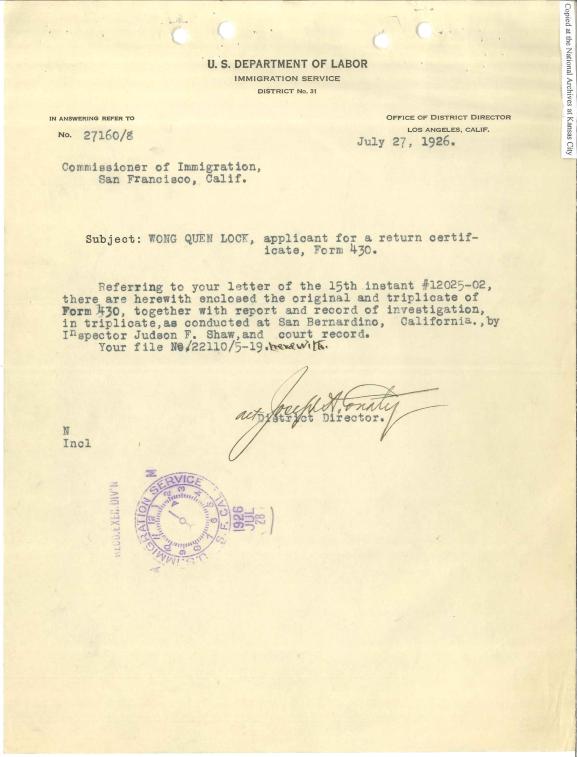 U. S. DEPARTMENT OF LABOR
IMMIGRATION SERVICE
DISTRICT No. 31
IN ANSWERING REFER TO
No. 27160/8
OFFICE OF DISTRICT DIRECTOR
LOS ANGELES, CALIF.
July 27, 1926.
Commissioner of Immigration,
San Francisco, Calif.
Subject: WONG QUEN LOCK, applicant for a return certif-
icate, Form 430.
Referring to your letter of the 15th instant #12025-02,
there are herewith enclosed the original and triplicate of
Form 430, together with report and record of investigation,
in triplicate,as conducted at San Bernardino, California.,by
Inspector Judson F. Shaw,and court record.
Your file No/22110/5-19.herewith.
act
District Director.
N
Incl
RECD.EXER.DIV'N
M
U.S.IMMIGRATION SERVICE
S.F. CAL.
1926
JUL
28
Copied at the National Archives at Kansas City